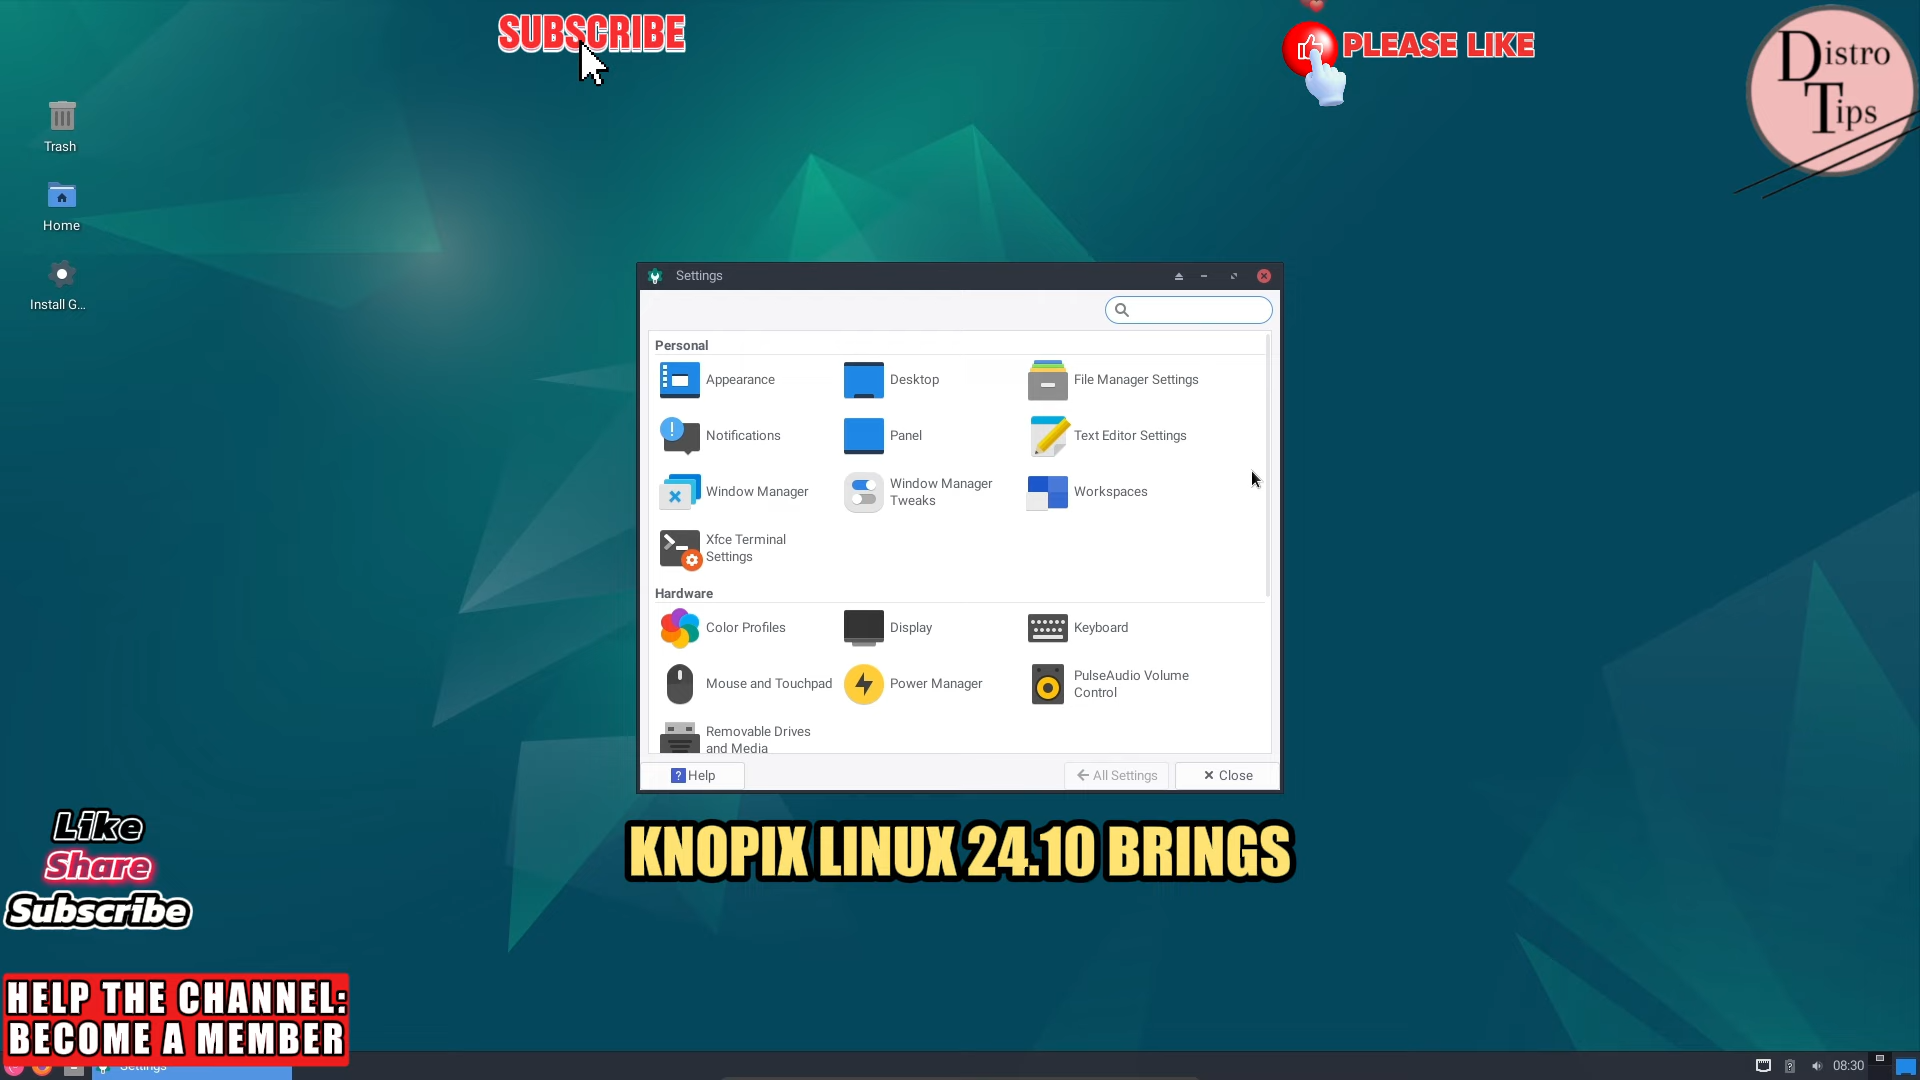 SUBSCRIBE
PLEASE LIKE
Distro
Tips
Trash
Home
Install G...
Settings
Personal
Appearance
Desktop
File Manager Settings
Notifications
Panel
Text Editor Settings
Window Manager
Window Manager
Tweaks
Workspaces
Xfce Terminal
Settings
Hardware
Color Profiles
Display
Keyboard
Mouse and Touchpad
Power Manager
PulseAudio Volume
Control
Removable Drives
and Media
Help
All Settings
Close
KNOPIX LINUX 24.10 BRINGS
Like
Share
Subscribe
HELP THE CHANNEL:
BECOME A MEMBER
Settings
08:30